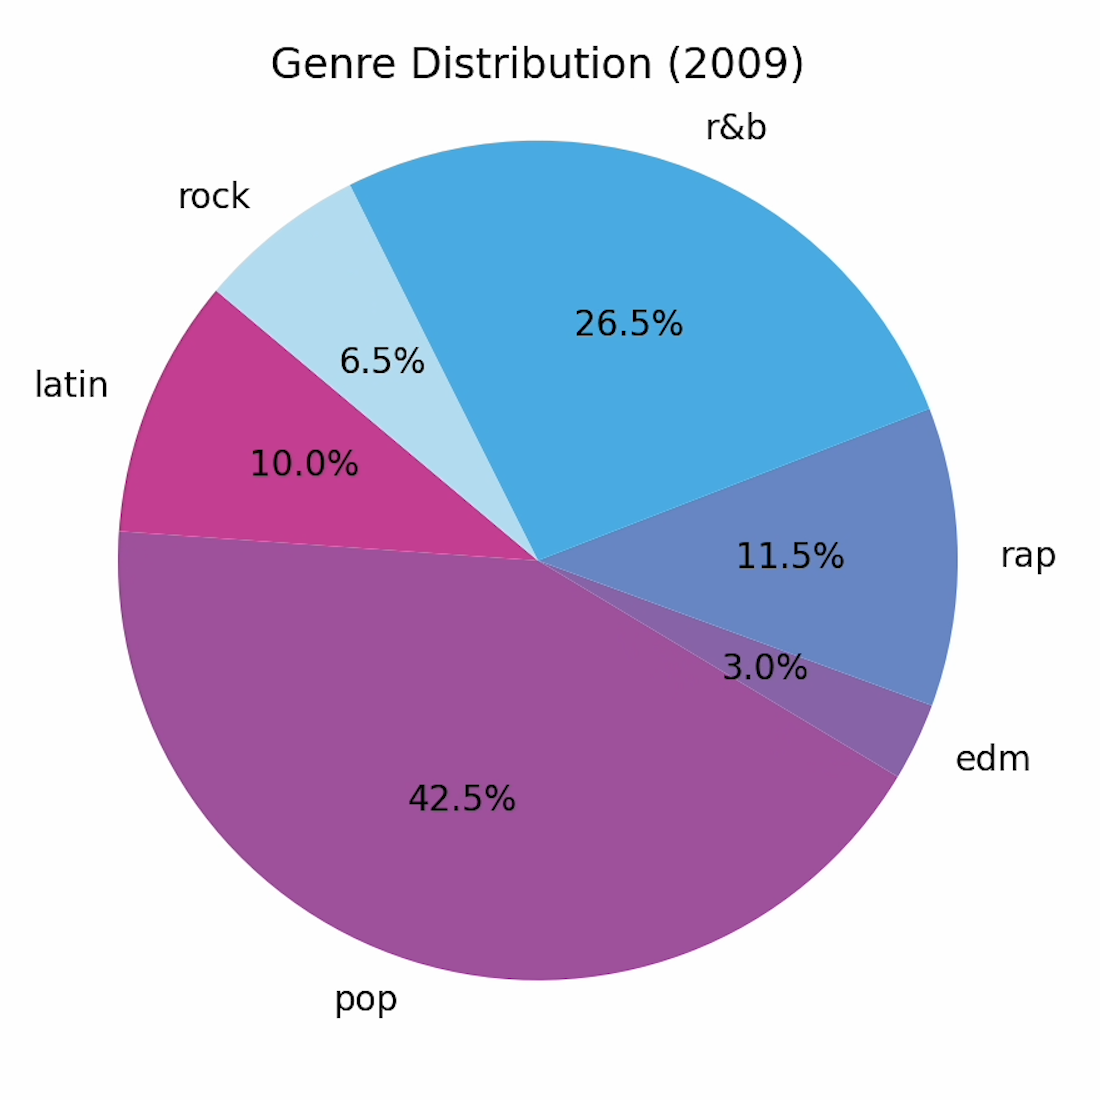 Genre Distribution (2009)
r&b
rock
26.5%
6.5%
latin
10.0%
11.5%
rap
3.0%
edm
42.5%
pop